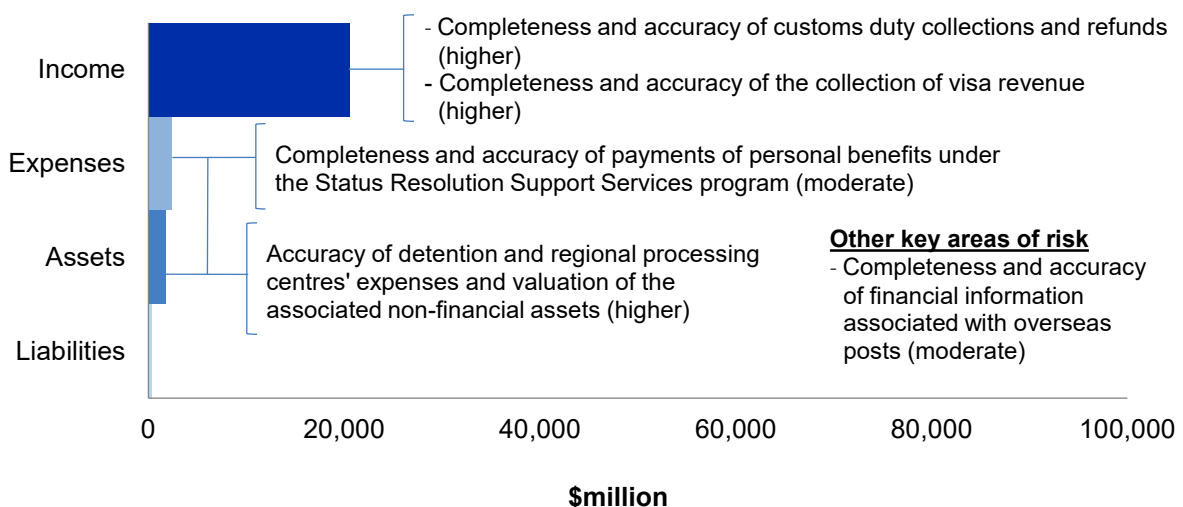 Income
- Completeness and accuracy of customs duty collections and refunds
(higher)
- Completeness and accuracy of the collection of visa revenue
(higher)
Expenses
Completeness and accuracy of payments of personal benefits under
the Status Resolution Support Services program (moderate)
Assets
Accuracy of detention and regional processing
centres' expenses and valuation of the
associated non-financial assets (higher)
Other key areas of risk
- Completeness and accuracy
of financial information
associated with overseas
posts (moderate)
Liabilities
0 20,000 40,000 60,000 80,000 100,000
$million